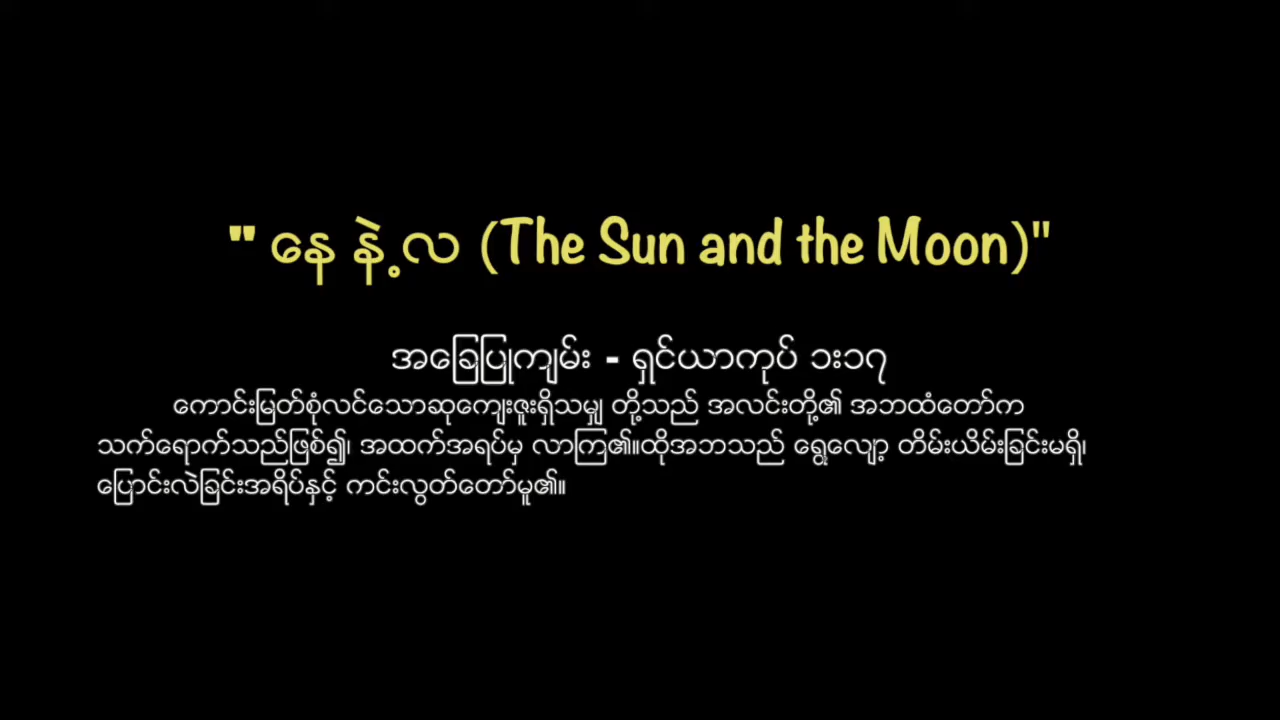 " နေ နဲ့လ (The Sun and the Moon)"
အခြေပြုကျမ်း - ရှင်ယာကုပ် ၁း၁၇
ကောင်းမြတ်စုံလင်သောဆုကျေးဇူးရှိသမျှ တို့သည် အလင်းတို့၏ အဘထံတော်က
သက်ရောက်သည်ဖြစ်၍၊ အထက်အရပ်မှ လာကြ၏။ထိုအဘသည် ရွေ့လျော့ တိမ်းယိမ်းခြင်းမရှိ၊
ပြောင်းလဲခြင်းအရိပ်နှင့် ကင်းလွတ်တော်မူ၏။